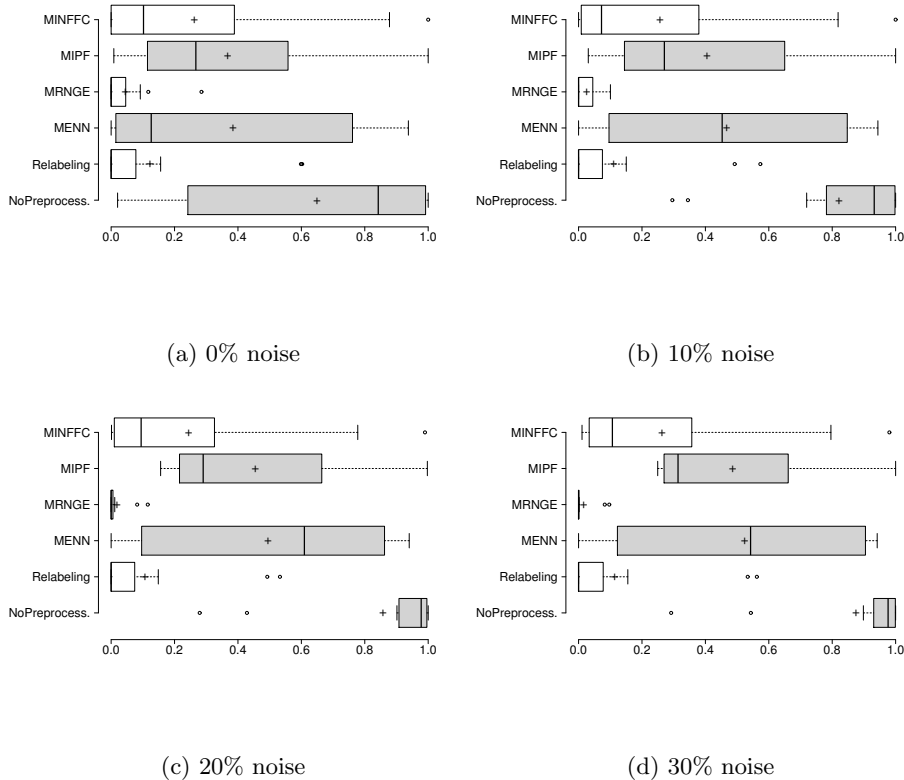 MINFFC
MIPF
MRNGE
MENN
Relabeling
NoPreprocess.
0.0 0.2 0.4 0.6 0.8 1.0
(a) 0% noise
MINFFC
MIPF
MRNGE
MENN
Relabeling
NoPreprocess.
0.0 0.2 0.4 0.6 0.8 1.0
(b) 10% noise
MINFFC
MIPF
MRNGE
MENN
Relabeling
NoPreprocess.
0.0 0.2 0.4 0.6 0.8 1.0
(c) 20% noise
MINFFC
MIPF
MRNGE
MENN
Relabeling
NoPreprocess.
0.0 0.2 0.4 0.6 0.8 1.0
(d) 30% noise